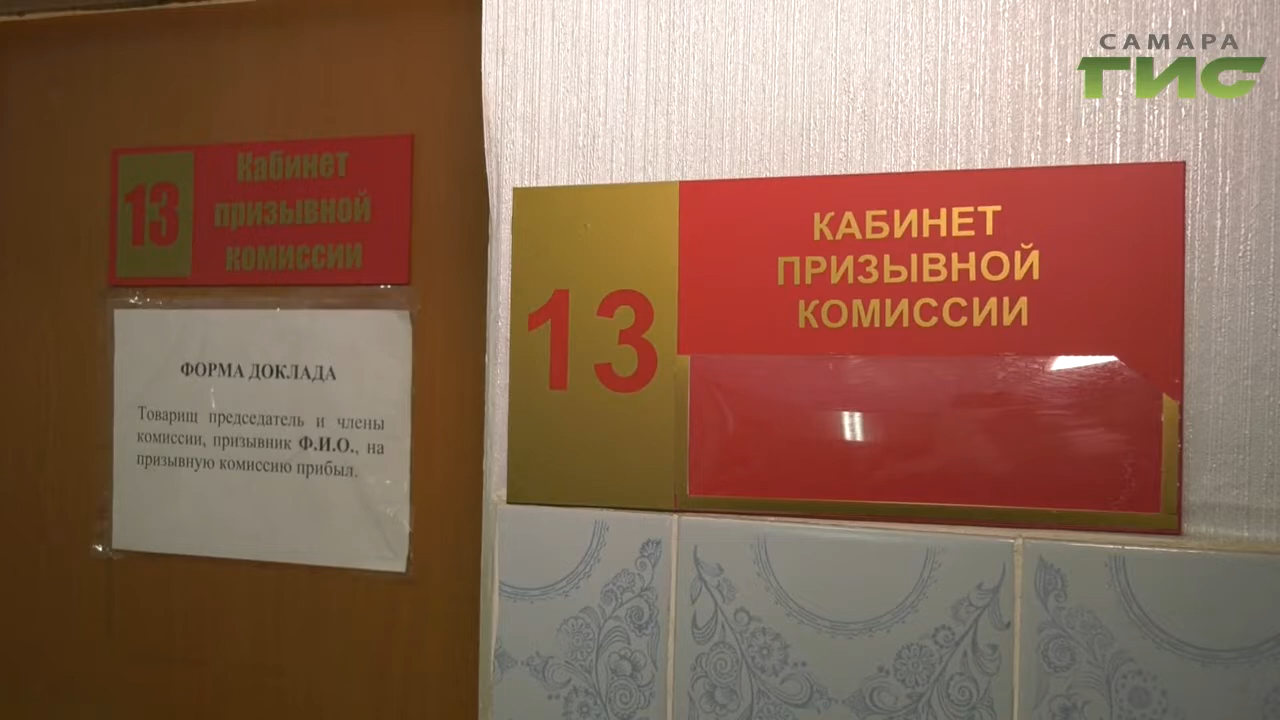 САМАРА
ГИС
13
Кабинет
призывной
комиссии
ФОРМА ДОКЛАДА
Товарищ председатель и члены
комиссии, призывник Ф.И.О., на
призывную комиссию прибыл.
13
КАБИНЕТ
ПРИЗЫВНОЙ
КОМИССИИ